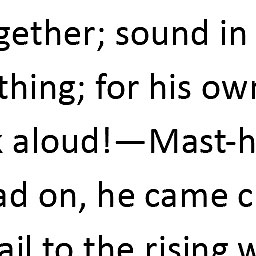 gether; sound in
thing; for his own
k aloud!—Mast-h
ad on, he came c
ail to the rising w